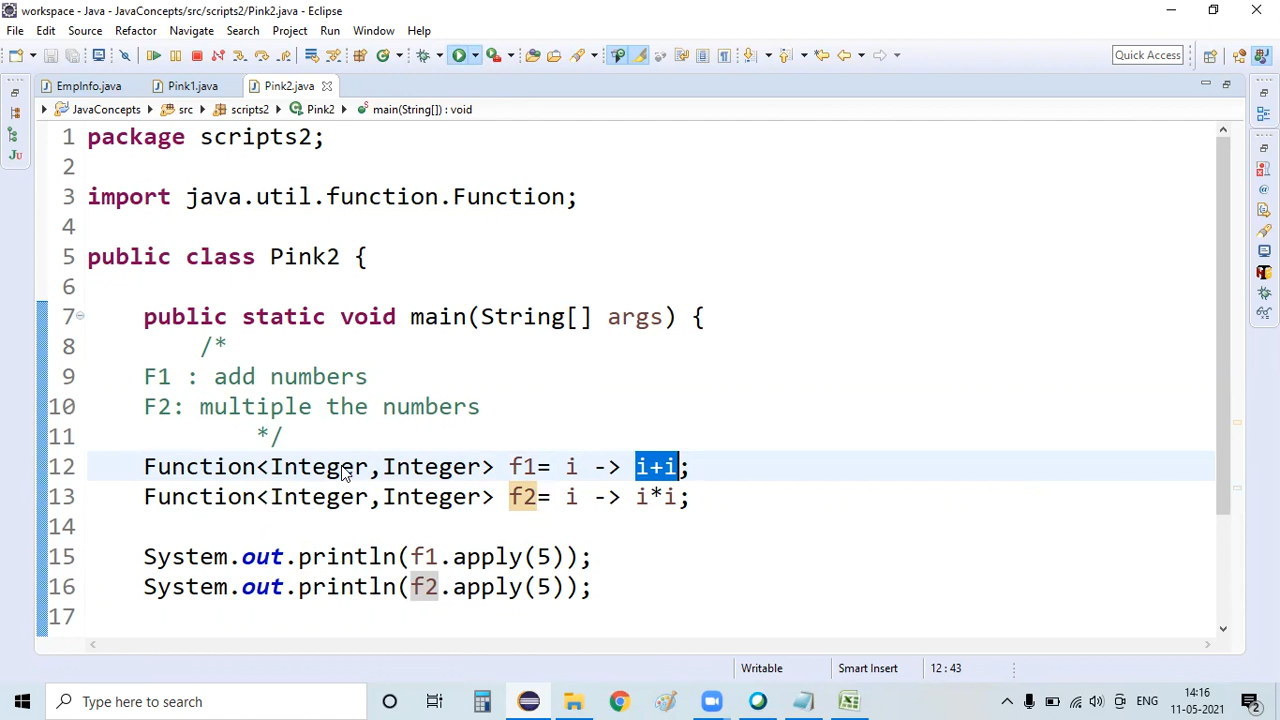 workspace - Java - JavaConcepts/src/scripts2/Pink2.java - Eclipse
File Edit Source Refactor Navigate Search Project Run Window Help
Quick Access
EmpInfo.java Pink1.java Pink2.java
JavaConcepts src scripts2 Pink2 main(String[]) : void
1 package scripts2;
2
3 import java.util.function.Function;
4
5 public class Pink2 {
6
7 public static void main(String[] args) {
8 /*
9 F1 : add numbers
10 F2: multiple the numbers
11 */
12 Function<Integer,Integer> f1= i -> i+i;
13 Function<Integer,Integer> f2= i -> i*i;
14
15 System.out.println(f1.apply(5));
16 System.out.println(f2.apply(5));
17
Writable Smart Insert 12 : 43
Type here to search
ENG
14:16
11-05-2021
2